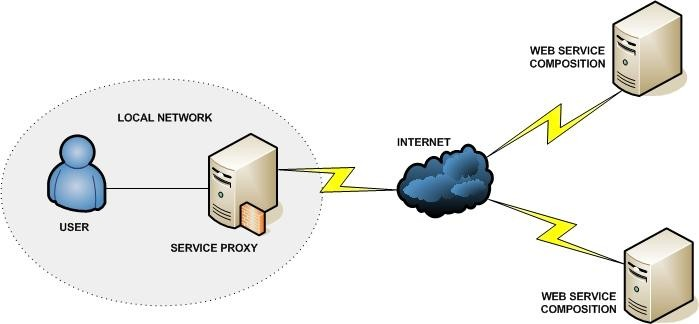 WEB SERVICE
COMPOSITION
LOCAL NETWORK
INTERNET
USER
SERVICE PROXY
WEB SERVICE
COMPOSITION